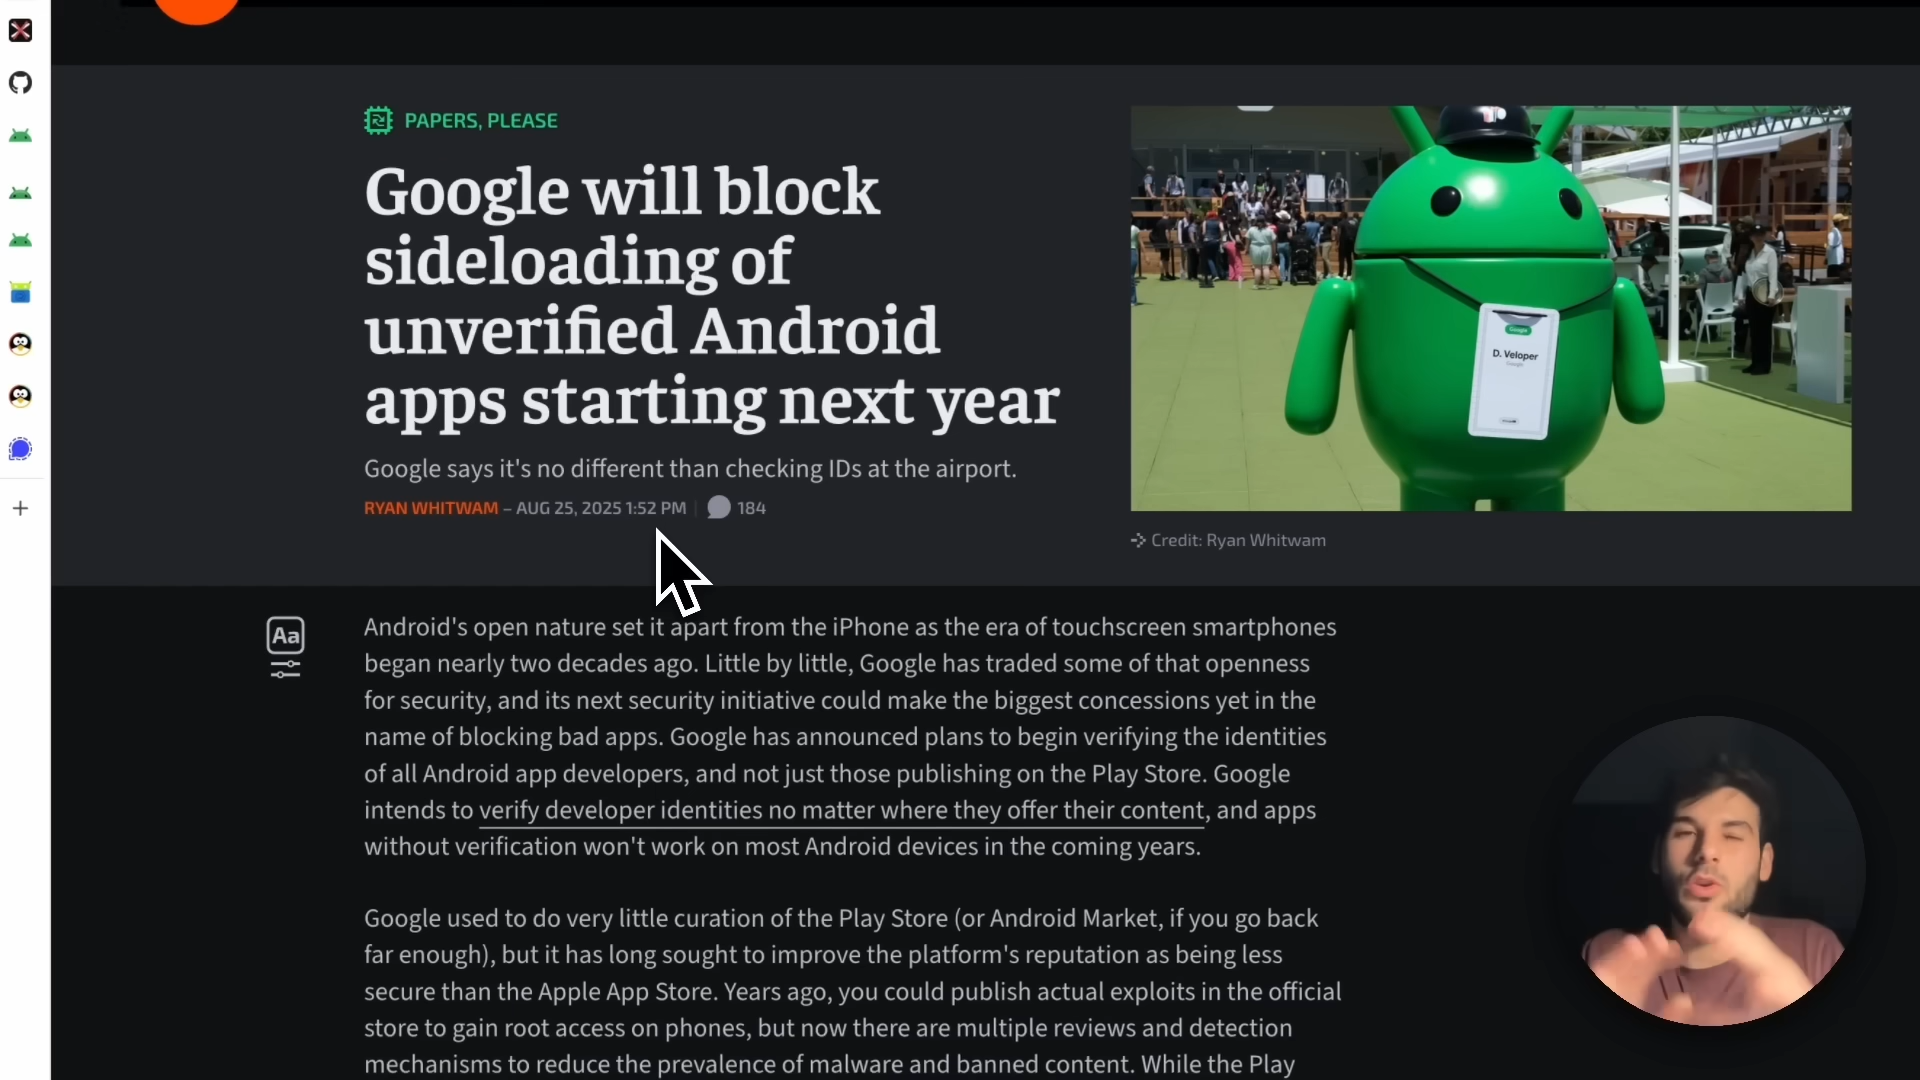 PAPERS, PLEASE
Google will block
sideloading of
unverified Android
apps starting next year
Google says it's no different than checking IDs at the airport.
RYAN WHITWAM – AUG 25, 2025 1:52 PM | 184
Google
D. Veloper
Credit: Ryan Whitwam
Aa
Android's open nature set it apart from the iPhone as the era of touchscreen smartphones
began nearly two decades ago. Little by little, Google has traded some of that openness
for security, and its next security initiative could make the biggest concessions yet in the
name of blocking bad apps. Google has announced plans to begin verifying the identities
of all Android app developers, and not just those publishing on the Play Store. Google
intends to verify developer identities no matter where they offer their content, and apps
without verification won't work on most Android devices in the coming years.
Google used to do very little curation of the Play Store (or Android Market, if you go back
far enough), but it has long sought to improve the platform's reputation as being less
secure than the Apple App Store. Years ago, you could publish actual exploits in the official
store to gain root access on phones, but now there are multiple reviews and detection
mechanisms to reduce the prevalence of malware and banned content. While the Play